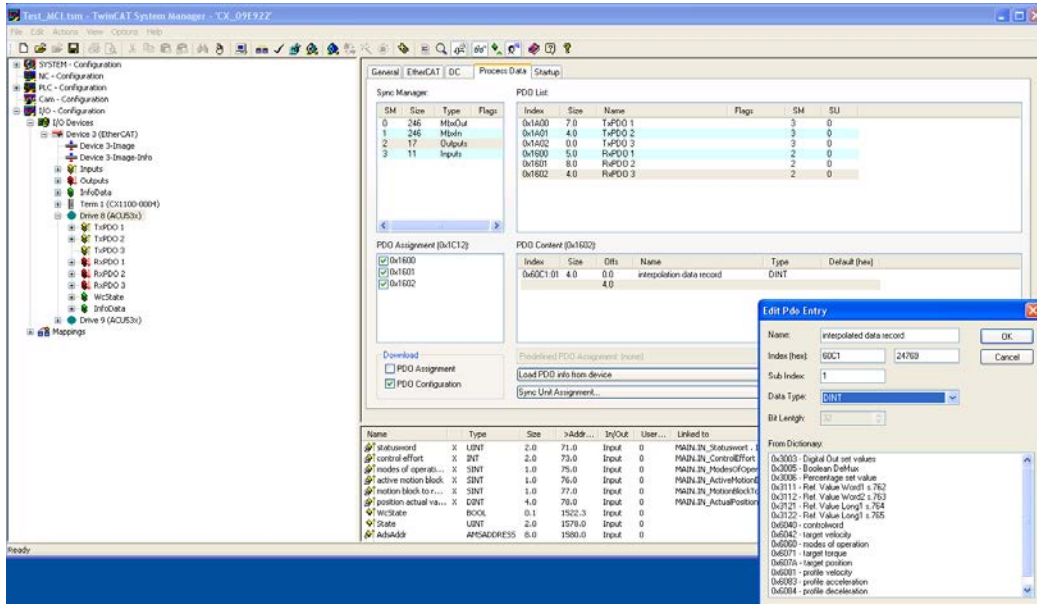 Test_MCI.tsm - TwinCAT System Manager - 'CX_09E922'
File Edit Actions View Options Help
SYSTEM - Configuration
NC - Configuration
PLC - Configuration
Cam - Configuration
I/O - Configuration
I/O Devices
Device 3 (EtherCAT)
Device 3-Image
Device 3-Image-Info
Inputs
Outputs
InfoData
Term 1 (CX1100-0004)
Drive 8 (ACU53x)
TxPDO 1
TxPDO 2
TxPDO 3
RxPDO 1
RxPDO 2
RxPDO 3
WcState
InfoData
Drive 9 (ACU53x)
Mappings
General EtherCAT DC Process Data Startup
Sync Manager:
SM Size Type Flags
0 246 MbxOut
1 246 MbxIn
2 17 Outputs
3 11 Inputs
PDO List:
Index Size Name Flags SM SU
0x1A00 7.0 TxPDO 1 3 0
0x1A01 4.0 TxPDO 2 3 0
0x1A02 0.0 TxPDO 3 3 0
0x1600 5.0 RxPDO 1 2 0
0x1601 8.0 RxPDO 2 2 0
0x1602 4.0 RxPDO 3 2 0
PDO Assignment (0x1C12):
0x1600
0x1601
0x1602
PDO Content (0x1602):
Index Size Offs Name Type Default (hex)
0x60C1:01 4.0 0.0 interpolation data record DINT
4.0
Download
PDO Assignment
PDO Configuration
Predefined PDO Assignment: (none)
Load PDO info from device
Sync Unit Assignment...
Name Type Size >Addr... In/Out User... Linked to
statusword X UINT 2.0 71.0 Input 0 MAIN.IN_Statuswort . I
control effort X INT 2.0 73.0 Input 0 MAIN.IN_ControlEffort
modes of operati... X SINT 1.0 75.0 Input 0 MAIN.IN_ModesOfOper
active motion block X SINT 1.0 76.0 Input 0 MAIN.IN_ActiveMotion
motion block to r... X SINT 1.0 77.0 Input 0 MAIN.IN_MotionBlockTo
position actual va... X DINT 4.0 78.0 Input 0 MAIN.IN_ActualPosition
WcState BOOL 0.1 1522.3 Input 0
State UINT 2.0 1578.0 Input 0
AdsAddr AMSADDRESS 8.0 1580.0 Input 0
Ready
Edit Pdo Entry
Name: interpolated data record OK
Index (hex): 60C1 24769 Cancel
Sub Index: 1
Data Type: DINT
Bit Length: 32
From Dictionary:
0x3003 - Digital Out set values
0x3005 - Boolean DeMux
0x3006 - Percentage set value
0x3111 - Ref. Value Word1 s.762
0x3112 - Ref. Value Word2 s.763
0x3121 - Ref. Value Long1 s.764
0x3122 - Ref. Value Long1 s.765
0x6040 - controlword
0x6042 - target velocity
0x6060 - modes of operation
0x6071 - target torque
0x607A - target position
0x6081 - profile velocity
0x6083 - profile acceleration
0x6084 - profile deceleration